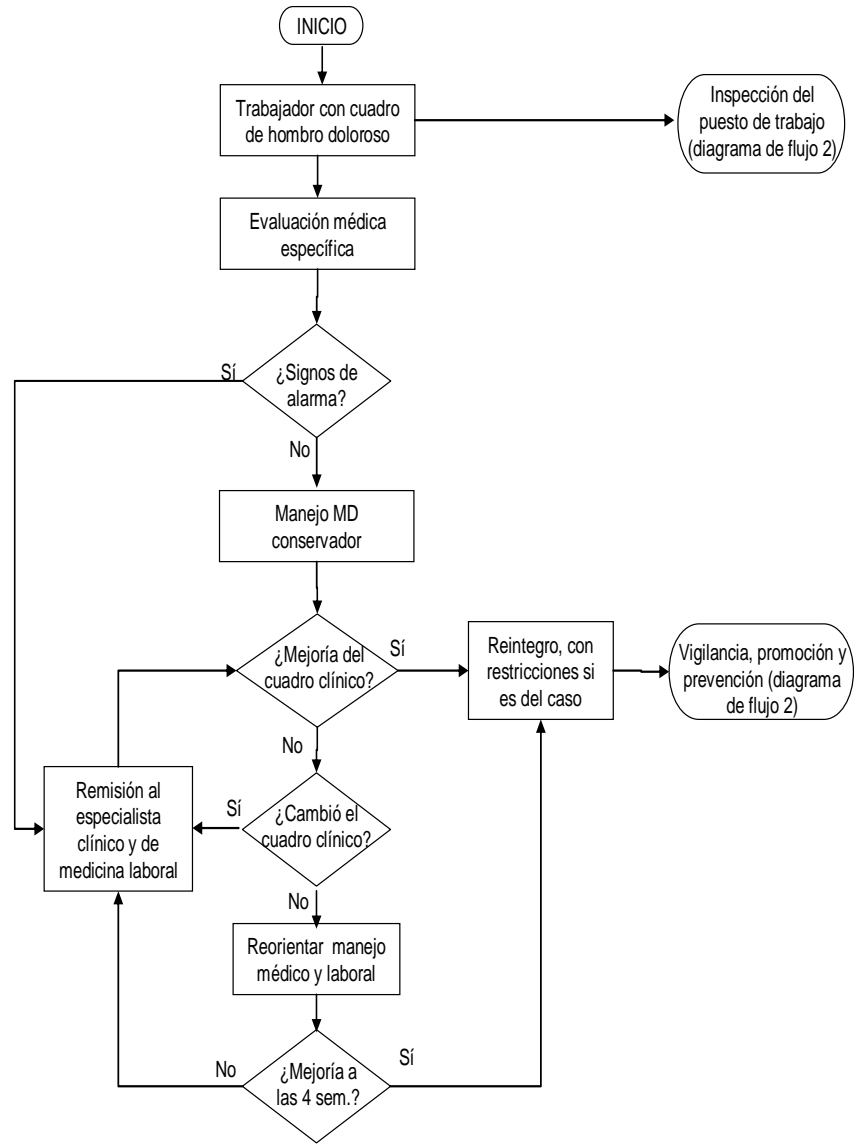 INICIO
Trabajador con cuadro
de hombro doloroso
Inspección del
puesto de trabajo
(diagrama de flujo 2)
Evaluación médica
específica
¿Signos de
alarma?
Sí
No
Manejo MD
conservador
¿Mejoría del
cuadro clínico?
Sí
No
Reintegro, con
restricciones si
es del caso
Vigilancia, promoción y
prevención (diagrama
de flujo 2)
Remisión al
especialista
clínico y de
medicina laboral
Sí
¿Cambió el
cuadro clínico?
No
Reorientar manejo
médico y laboral
No
¿Mejoría a
las 4 sem.?
Sí